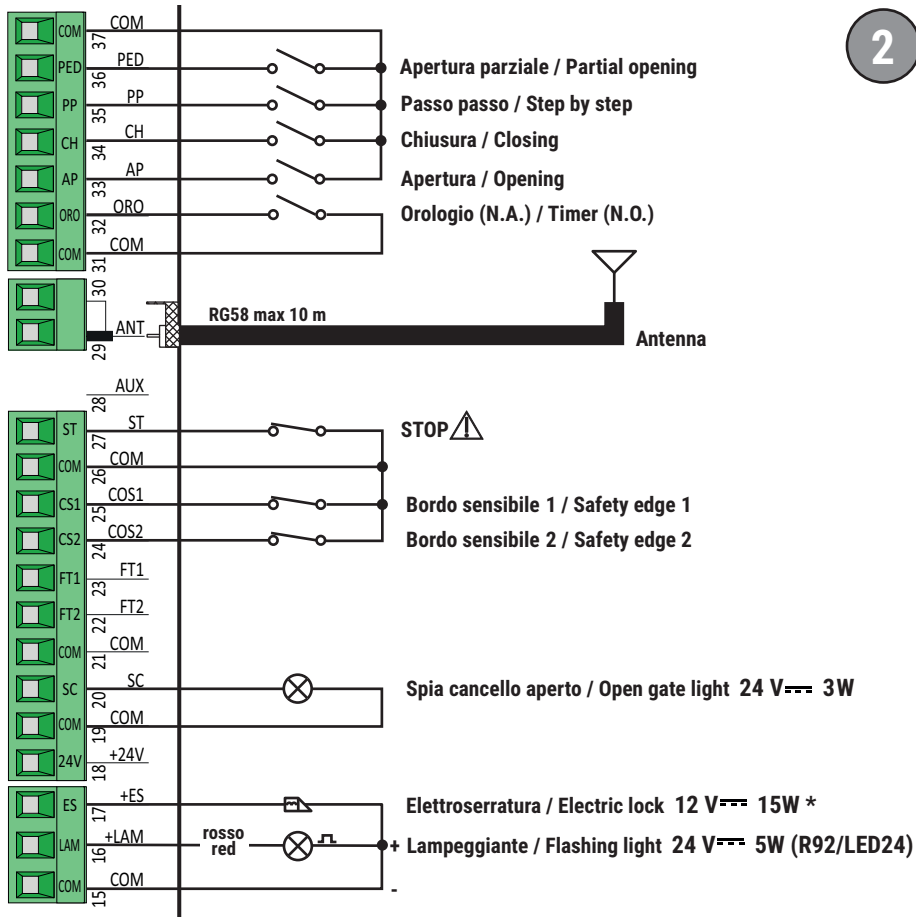 2
COM COM 37
PED PED 36 Apertura parziale / Partial opening
PP PP 35 Passo passo / Step by step
CH CH 34 Chiusura / Closing
AP AP 33 Apertura / Opening
ORO ORO 32 Orologio (N.A.) / Timer (N.O.)
COM COM 31
30
RG58 max 10 m
ANT 29 Antenna
AUX 28
ST ST 27 STOP
COM COM 26
CS1 COS1 25 Bordo sensibile 1 / Safety edge 1
CS2 COS2 24 Bordo sensibile 2 / Safety edge 2
FT1 FT1 23
FT2 FT2 22
COM COM 21
SC SC 20 Spia cancello aperto / Open gate light 24 V 3W
COM COM 19
24V +24V 18
ES +ES 17 Elettroserratura / Electric lock 12 V 15W *
LAM +LAM 16 rosso + Lampeggiante / Flashing light 24 V 5W (R92/LED24)
red
COM COM 15 -